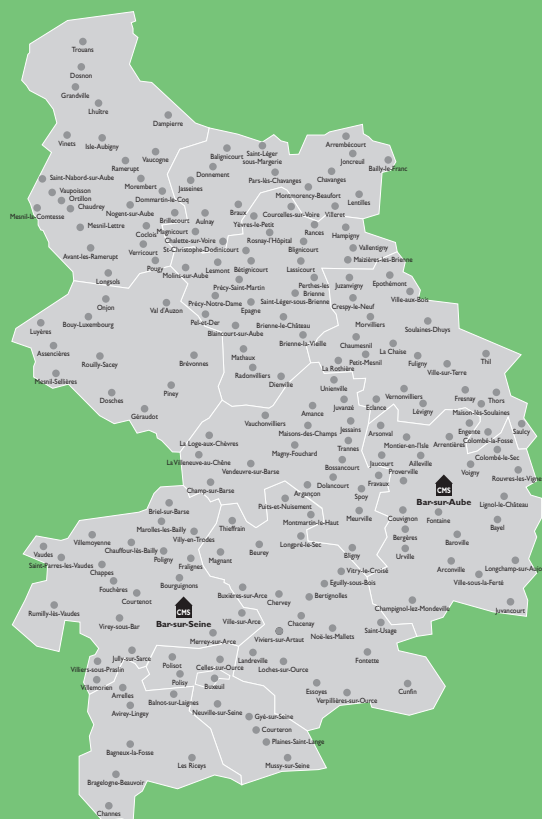 Trouans
Dosnon
Grandville
Lhuître
Dampierre
Vinets
Isle-Aubigny
Vaucogne
Balignicourt
Saint-Léger
sous-Margerie
Arrembécourt
Joncreuil
Bailly-le-Franc
Ramerupt
Donnement
Pars-lès-Chavanges
Chavanges
Saint-Nabord-sur-Aube
Morembert
Jasseines
Vaupoisson
Ortillon
Dommartin-le-Coq
Montmorency-Beaufort
Lentilles
Chaudrey
Mesnil-la-Comtesse
Nogent-sur-Aube
Brillecourt
Aulnay
Braux
Courcelles-sur-Voire
Villeret
Yèvres-le-Petit
Mesnil-Lettre
Coclois
Magnicourt
Rances
Hampigny
Chalette-sur-Voire
Rosnay-l'Hôpital
St-Christophe-Dodinicourt
Blignicourt
Vallentigny
Avant-lès-Ramerupt
Verricourt
Maizières-lès-Brienne
Pougy
Molins-sur-Aube
Lesmont
Bétignicourt
Lassicourt
Longsols
Précy-Saint-Martin
Perthes-lès
Brienne
Juzanvigny
Epothémont
Ville-aux-Bois
Onjon
Val d'Auzon
Précy-Notre-Dame
Epagne
Saint-Léger-sous-Brienne
Crespy-le-Neuf
Luyères
Bouy-Luxembourg
Pel-et-Der
Blaincourt-sur-Aube
Brienne-le-Château
Morvilliers
Soulaines-Dhuys
Brienne-la-Vieille
Chaumesnil
La Chaise
Assencières
Rouilly-Sacey
Brévonnes
Mathaux
La Rothière
Petit-Mesnil
Fuligny
Thil
Radonvilliers
Ville-sur-Terre
Mesnil-Sellières
Dienville
Unienville
Dosches
Piney
Vernonvilliers
Fresnay
Thors
Juvanzé
Eclance
Lévigny
Maison-lès-Soulaines
Géraudot
Vauchonvilliers
Amance
Jessains
Arsonval
Engente
Saulcy
La Loge-aux-Chèvres
Maisons-des-Champs
Montier-en-l'Isle
Arrentières
Colombé-la-Fosse
Trannes
Magny-Fouchard
Colombé-le-Sec
La Villeneuve-au-Chêne
Vendeuvre-sur-Barse
Bossancourt
Jaucourt
Ailleville
Proverville
Voigny
Rouvres-les-Vignes
Champ-sur-Barse
Dolancourt
Fravaux
CMS
Argançon
Spoy
Bar-sur-Aube
Lignol-le-Château
Briel-sur-Barse
Puits-et-Nuisement
Meurville
Couvignon
Fontaine
Marolles-lès-Bailly
Thieffrain
Montmartin-le-Haut
Bayel
Villemoyenne
Villy-en-Trodes
Bergères
Baroville
Vaudes
Chauffour-lès-Bailly
Longpré-le-Sec
Saint-Parres-lès-Vaudes
Poligny
Magnant
Beurey
Bligny
Urville
Chappes
Fralignes
Vitry-le-Croisé
Arconville
Longchamp-sur-Aujon
Bourguignons
Eguilly-sous-Bois
Ville-sous-la-Ferté
Fouchères
Courtenot
Buxières-sur-Arce
Chervey
Bertignolles
Rumilly-lès-Vaudes
CMS
Champignol-lez-Mondeville
Juvancourt
Virey-sous-Bar
Bar-sur-Seine
Ville-sur-Arce
Chacenay
Saint-Usage
Merrey-sur-Arce
Viviers-sur-Artaut
Noë-les-Mallets
Jully-sur-Sarce
Polisot
Landreville
Villiers-sous-Praslin
Celles-sur-Ource
Loches-sur-Ource
Fontette
Villemorien
Polisy
Buxeuil
Arrelles
Essoyes
Cunfin
Balnot-sur-Laignes
Verpillières-sur-Ource
Avirey-Lingey
Neuville-sur-Seine
Gyé-sur-Seine
Courteron
Plaines-Saint-Lange
Bagneux-la-Fosse
Les Riceys
Mussy-sur-Seine
Bragelogne-Beauvoir
Channes